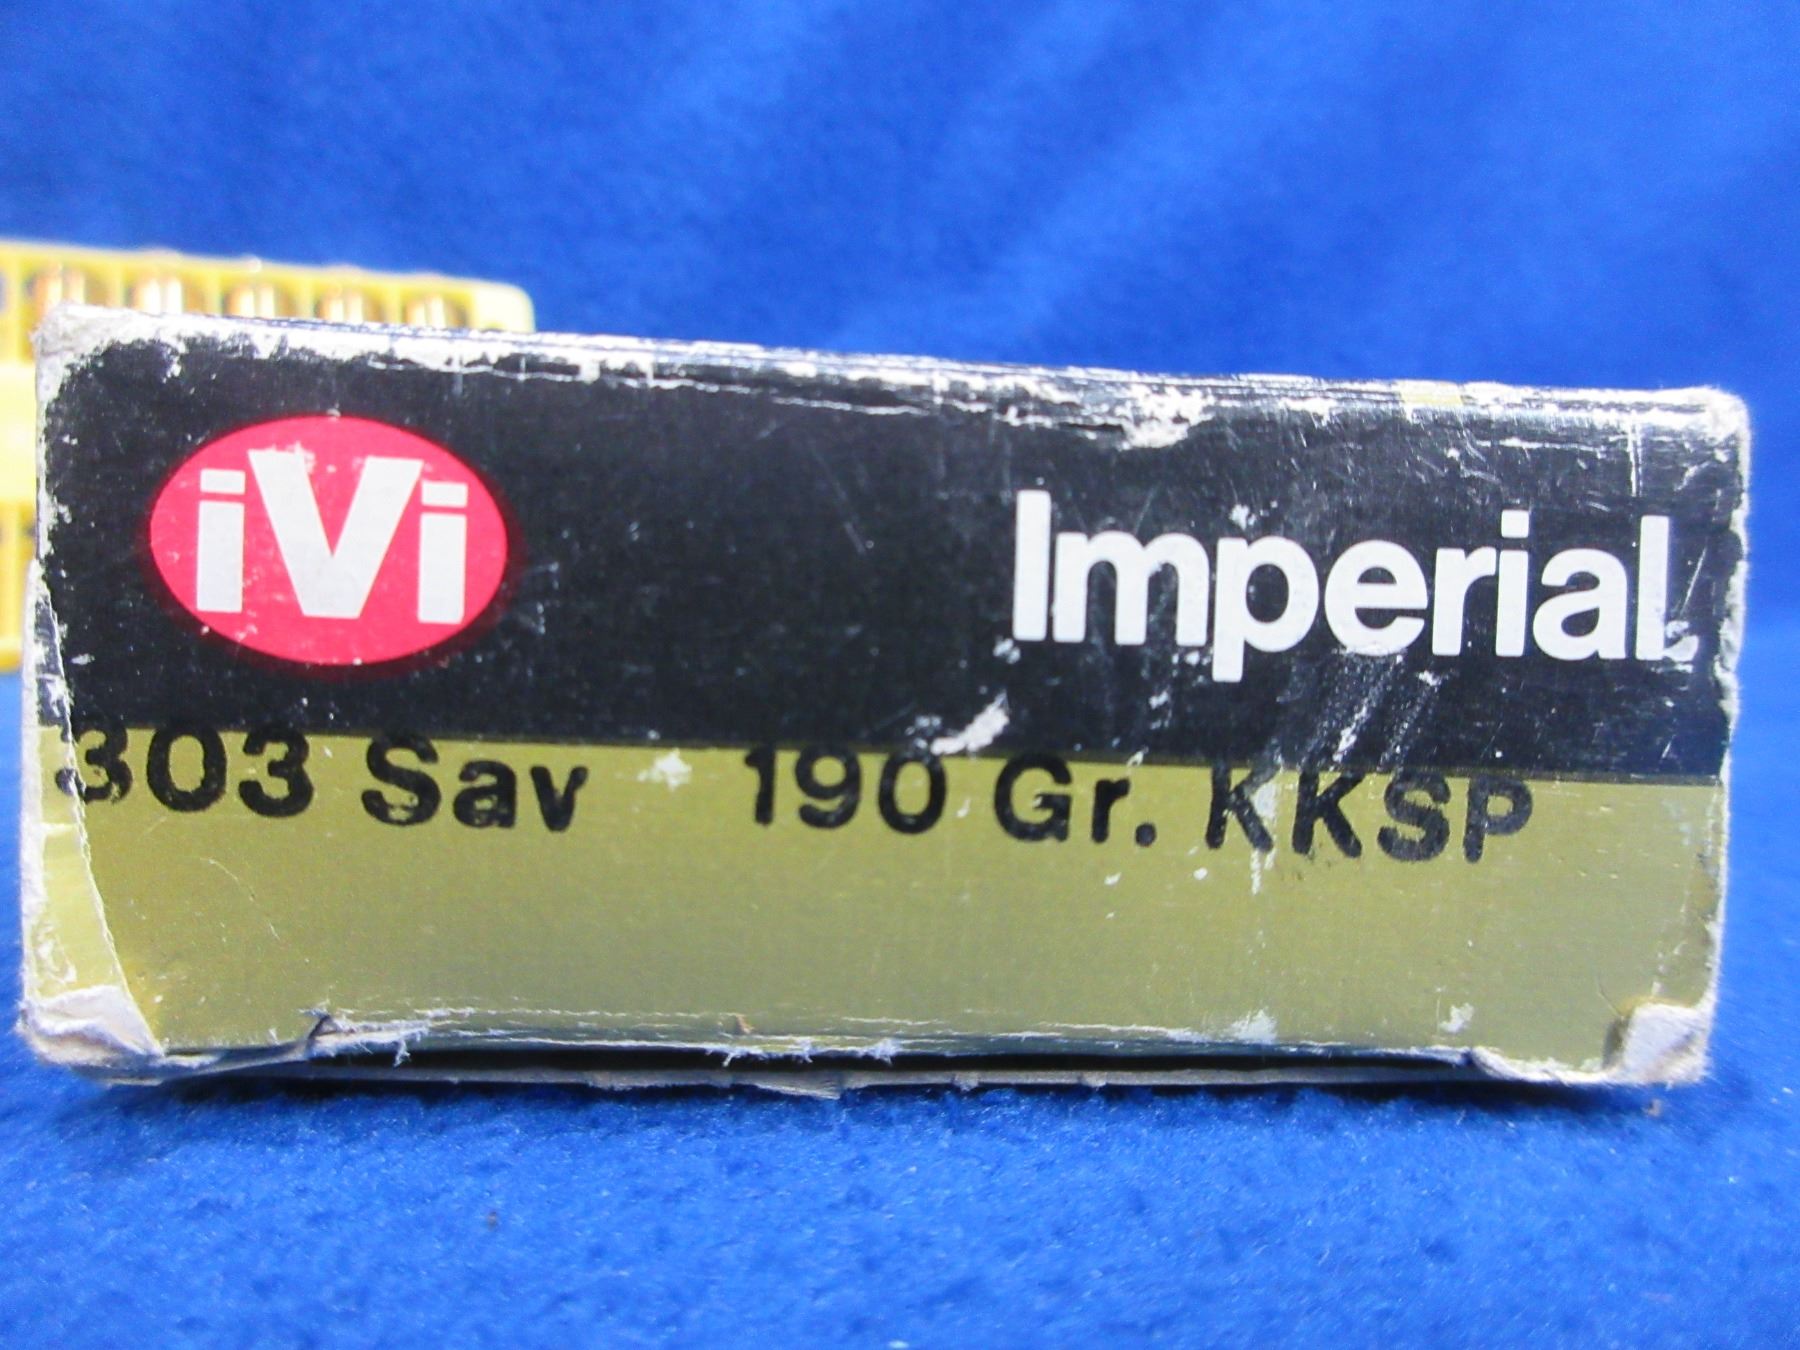 iVi
Imperial
.303 Sav 190 Gr. KKSP